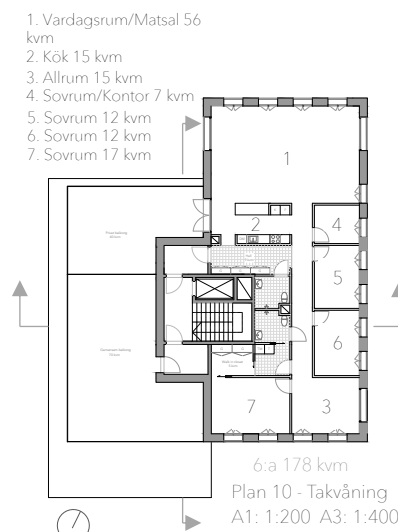 1. Vardagsrum/Matsal 56
kvm
2. Kök 15 kvm
3. Allrum 15 kvm
4. Sovrum/Kontor 7 kvm
5. Sovrum 12 kvm
6. Sovrum 12 kvm
7. Sovrum 17 kvm
1
2
4
5
6
7
3
6:a 178 kvm
Plan 10 - Takvåning
A1: 1:200 A3: 1:400